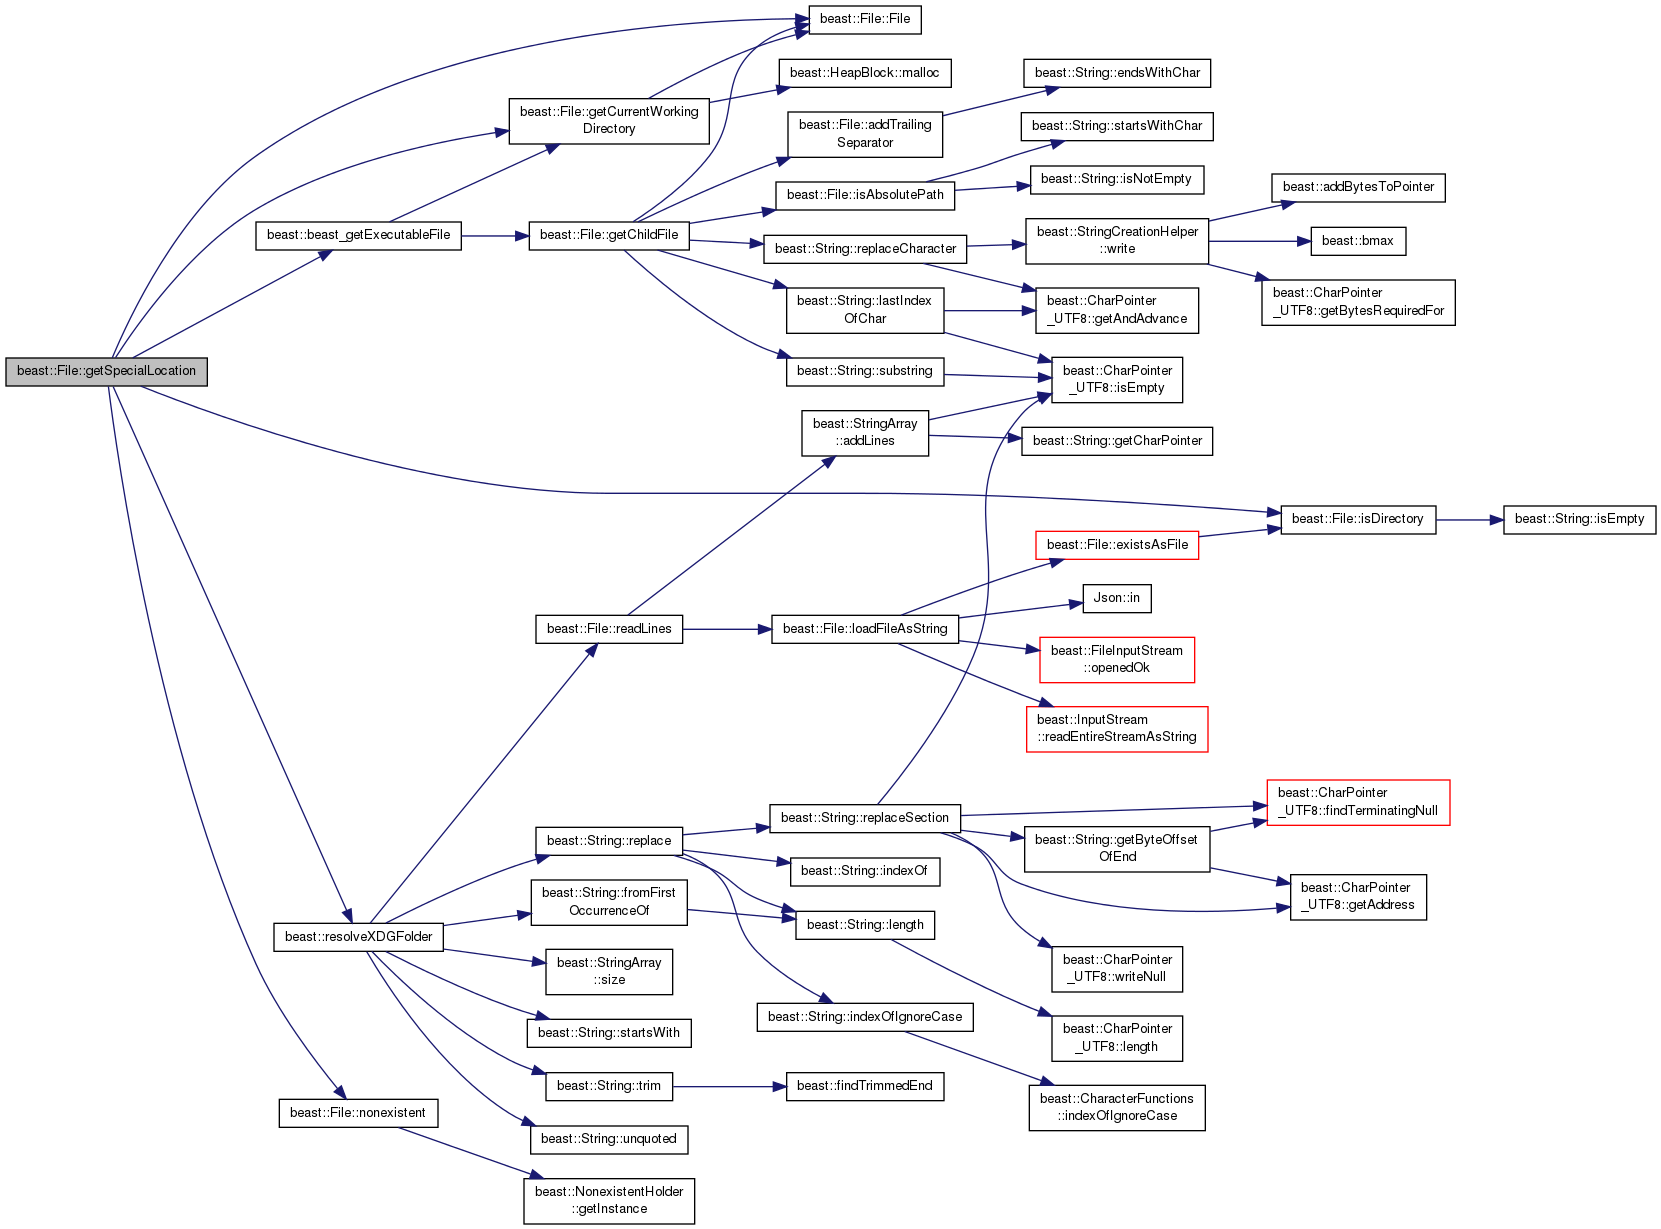 beast::File::File
beast::HeapBlock::malloc
beast::String::endsWithChar
beast::File::getCurrentWorking
Directory
beast::File::addTrailing
Separator
beast::String::startsWithChar
beast::File::isAbsolutePath
beast::String::isNotEmpty
beast::addBytesToPointer
beast::beast_getExecutableFile
beast::File::getChildFile
beast::String::replaceCharacter
beast::StringCreationHelper
::write
beast::bmax
beast::String::lastIndex
OfChar
beast::CharPointer
_UTF8::getAndAdvance
beast::CharPointer
_UTF8::getBytesRequiredFor
beast::File::getSpecialLocation
beast::String::substring
beast::CharPointer
_UTF8::isEmpty
beast::StringArray
::addLines
beast::String::getCharPointer
beast::File::isDirectory
beast::String::isEmpty
beast::File::existsAsFile
Json::in
beast::File::readLines
beast::File::loadFileAsString
beast::FileInputStream
::openedOk
beast::InputStream
::readEntireStreamAsString
beast::CharPointer
_UTF8::findTerminatingNull
beast::String::replaceSection
beast::String::replace
beast::String::getByteOffset
OfEnd
beast::String::indexOf
beast::String::fromFirst
OccurrenceOf
beast::CharPointer
_UTF8::getAddress
beast::String::length
beast::resolveXDGFolder
beast::StringArray
::size
beast::CharPointer
_UTF8::writeNull
beast::String::indexOfIgnoreCase
beast::String::startsWith
beast::CharPointer
_UTF8::length
beast::String::trim
beast::findTrimmedEnd
beast::CharacterFunctions
::indexOfIgnoreCase
beast::File::nonexistent
beast::String::unquoted
beast::NonexistentHolder
::getInstance